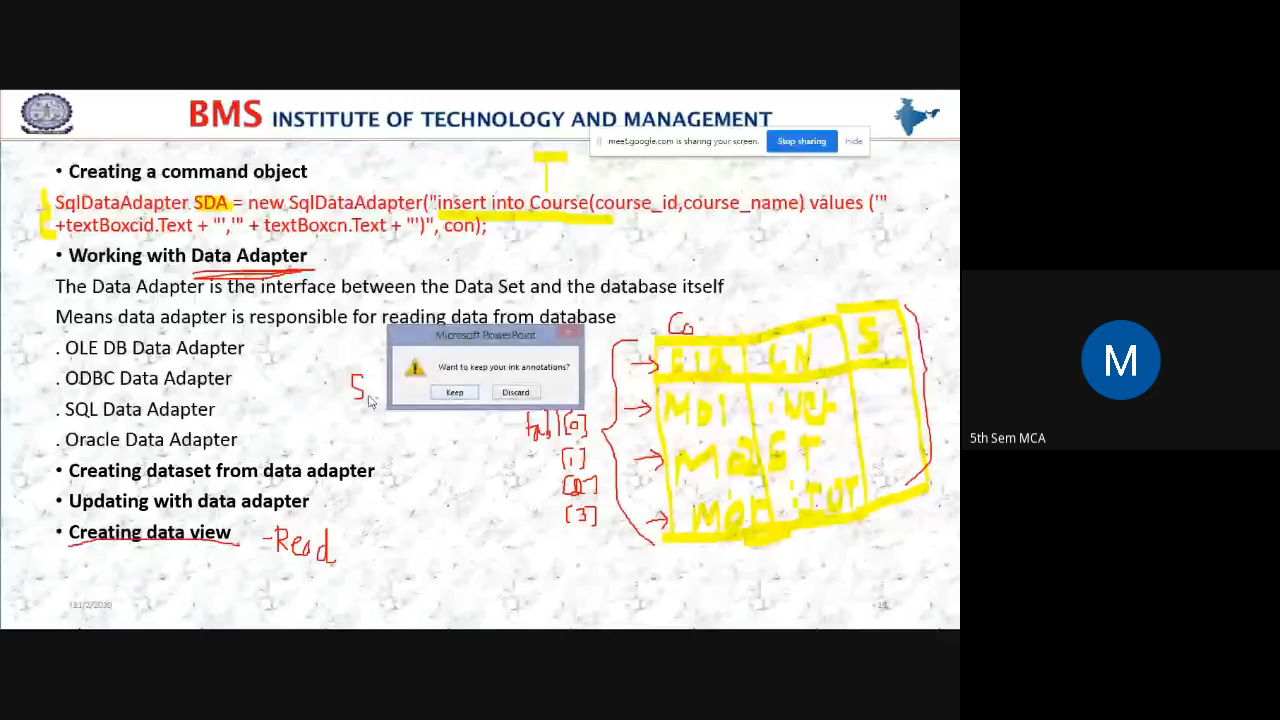 BMS INSTITUTE OF TECHNOLOGY AND MANAGEMENT
meet.google.com is sharing your screen.
Stop sharing
Hide
• Creating a command object
SqlDataAdapter SDA = new SqlDataAdapter("insert into Course(course_id,course_name) values ('"
+textBoxcid.Text + "','" + textBoxcn.Text + "')", con);
• Working with Data Adapter
The Data Adapter is the interface between the Data Set and the database itself
Means data adapter is responsible for reading data from database
. OLE DB Data Adapter
. ODBC Data Adapter
. SQL Data Adapter
. Oracle Data Adapter
• Creating dataset from data adapter
• Updating with data adapter
• Creating data view
-Read
Microsoft PowerPoint
Want to keep your ink annotations?
Keep
Discard
S
Co
CN
S
[0]
[1]
[2]
[3]
19
M
5th Sem MCA